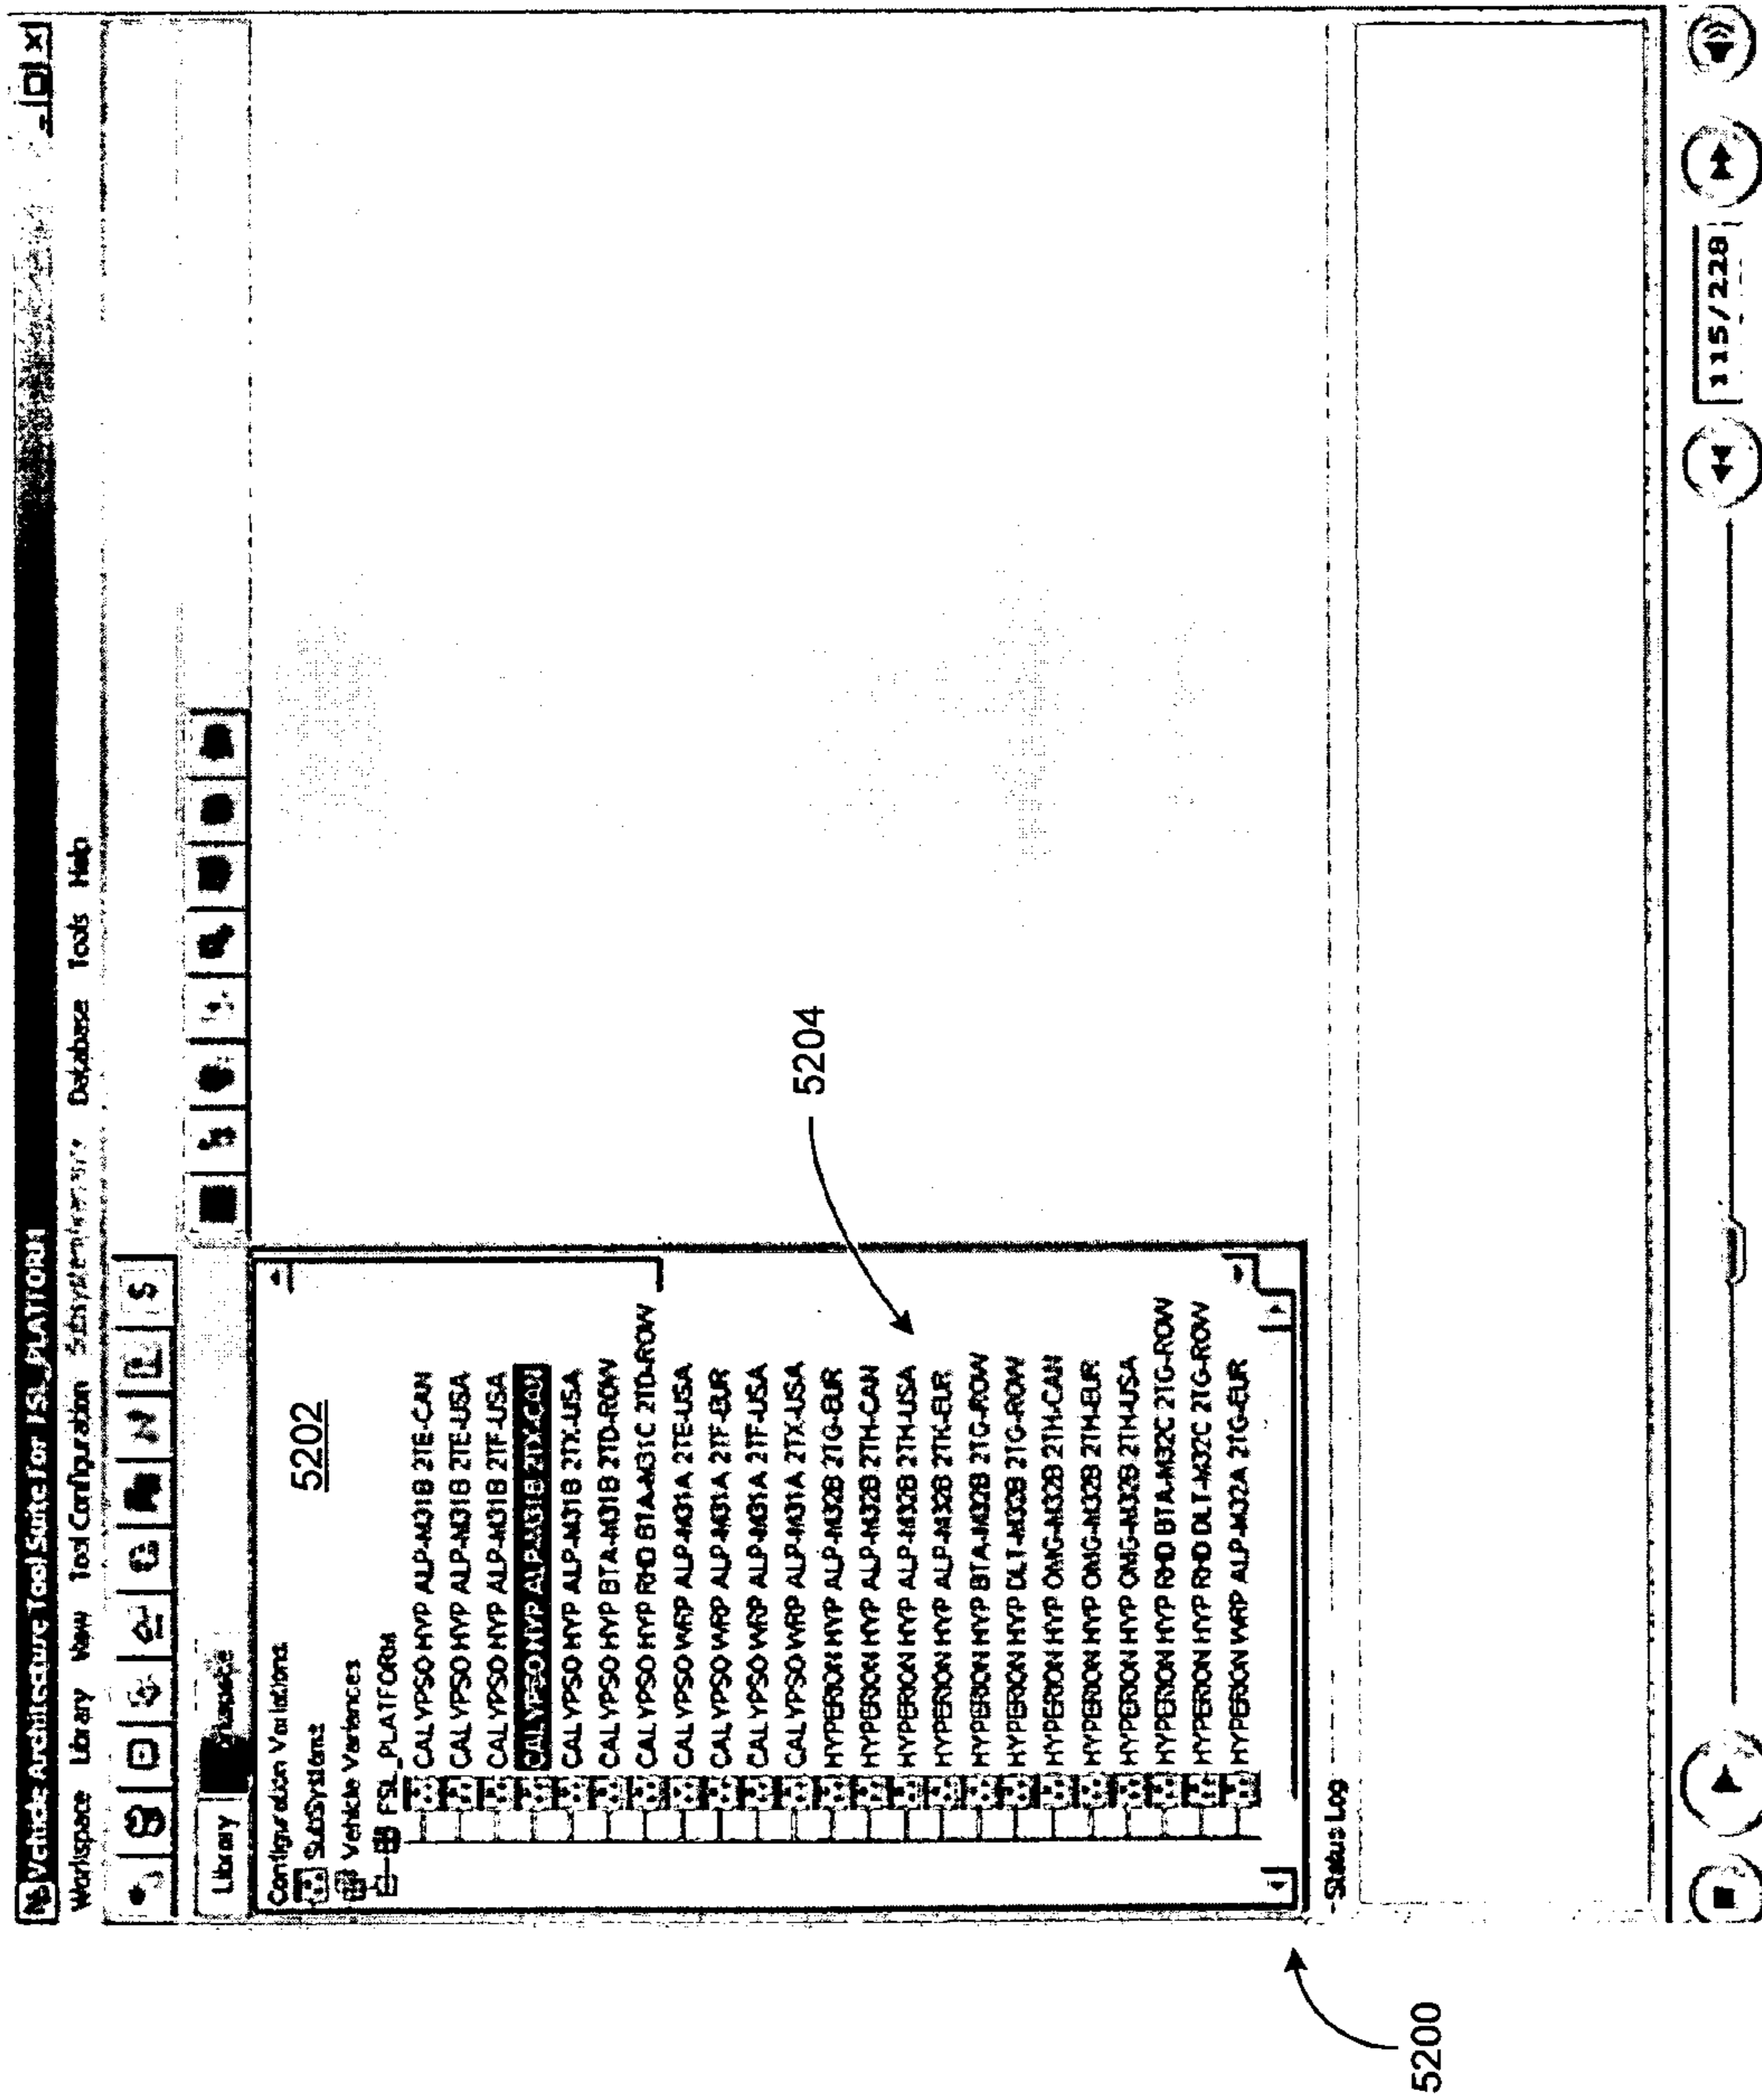 Vehicle Architecture Tool Suite for FSL_PLATFORM
Workspace Library View Tool Configuration Database Tools Help
Library
Configuration Variations
SubSystems
Vehicle Variances
FSL_PLATFORM
CALYPSO HYP ALP-M31B 2TE-CAN
CALYPSO HYP ALP-M31B 2TE-USA
CALYPSO HYP ALP-M31B 2TF-USA
CALYPSO HYP ALP-M31B 2TX-CAN
CALYPSO HYP ALP-M31B 2TX-USA
CALYPSO HYP BTA-M31B 2TD-ROW
CALYPSO HYP RHD BTA-M31C 2TD-ROW
CALYPSO WRP ALP-M31A 2TE-USA
CALYPSO WRP ALP-M31A 2TF-EUR
CALYPSO WRP ALP-M31A 2TF-USA
CALYPSO WRP ALP-M31A 2TX-USA
HYPERION HYP ALP-M32B 2TG-EUR
HYPERION HYP ALP-M32B 2TH-CAN
HYPERION HYP ALP-M32B 2TH-USA
HYPERION HYP ALP-M32B 2TK-EUR
HYPERION HYP BTA-M32B 2TG-ROW
HYPERION HYP DLT-M32B 2TG-ROW
HYPERION HYP OMG-M32B 2TH-CAN
HYPERION HYP OMG-M32B 2TH-EUR
HYPERION HYP OMG-M32B 2TH-USA
HYPERION HYP RHD BTA-M32C 2TG-ROW
HYPERION HYP RHD DLT-M32C 2TG-ROW
HYPERION WRP ALP-M32A 2TG-EUR
5202
5204
Status Log
115/228
5200